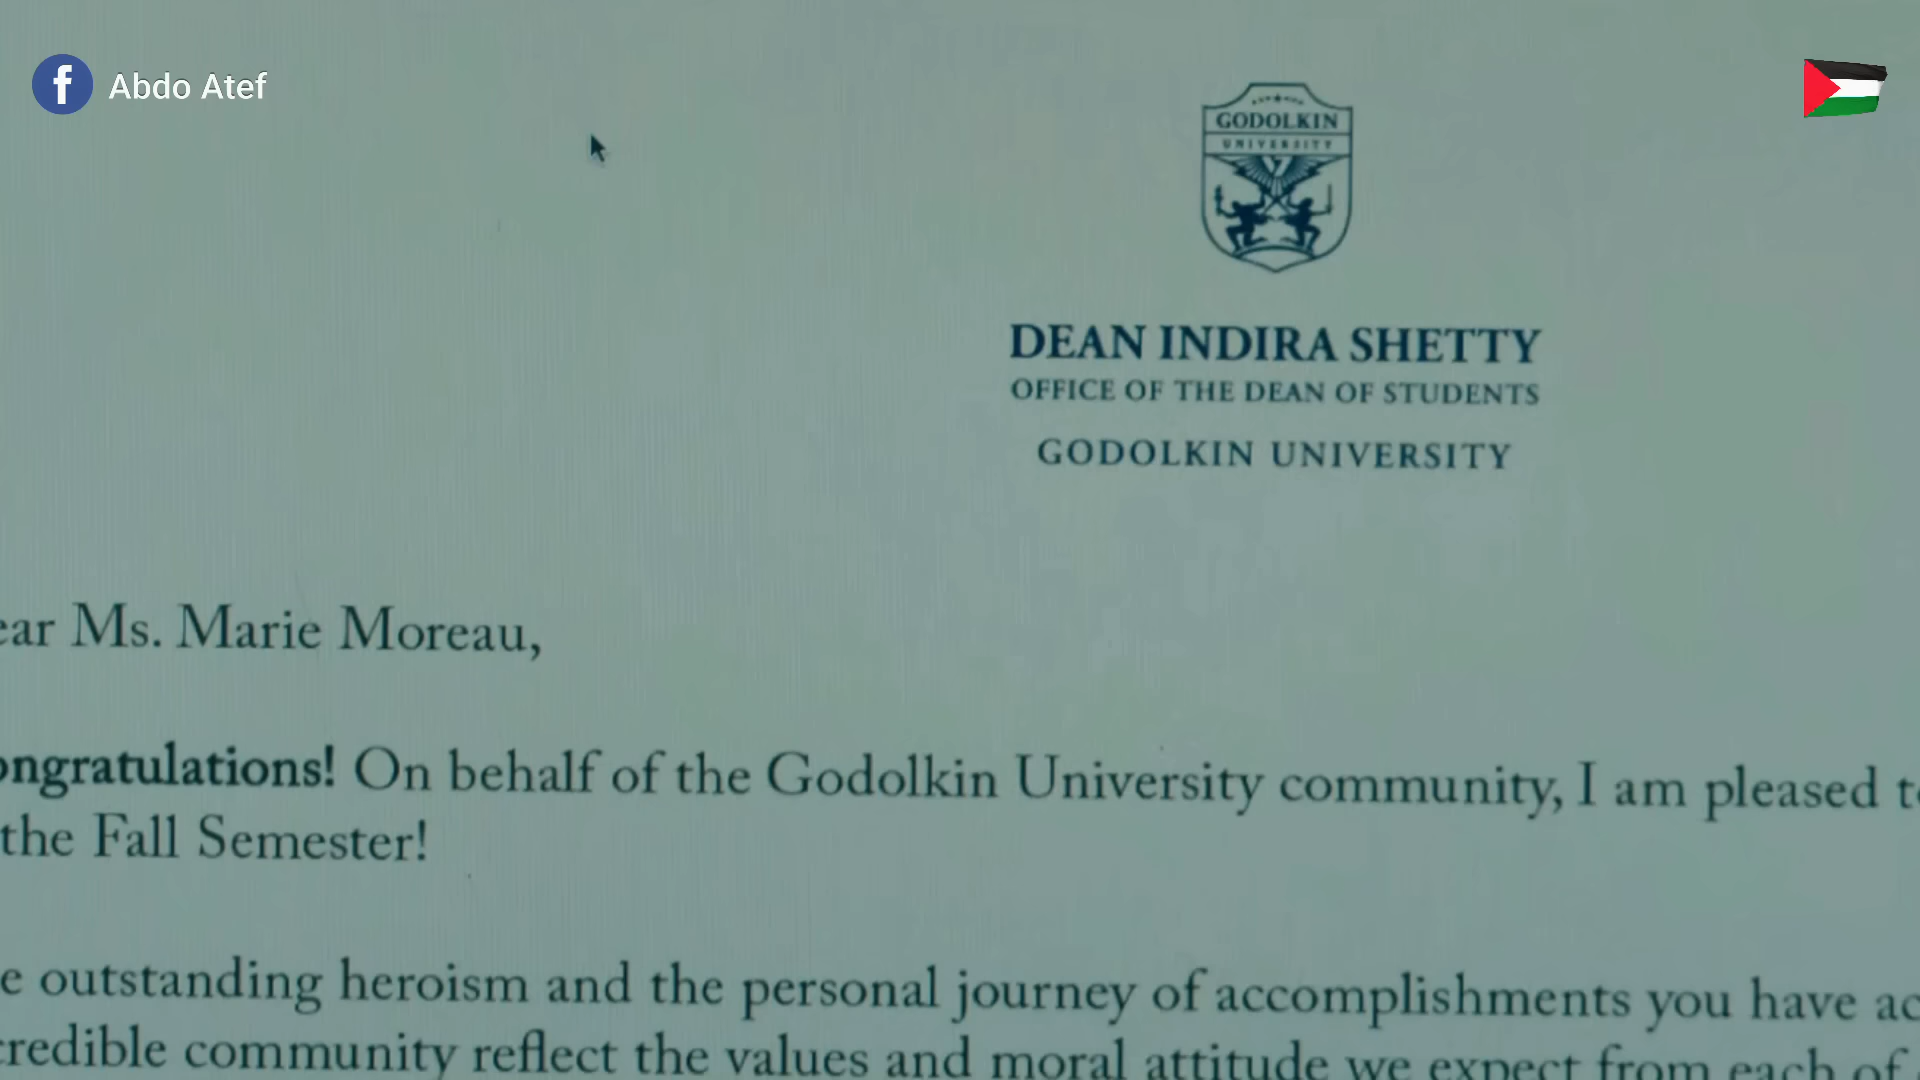 Abdo Atef
GODOLKIN
UNIVERSITY
DEAN INDIRA SHETTY
OFFICE OF THE DEAN OF STUDENTS
GODOLKIN UNIVERSITY
ear Ms. Marie Moreau,
ongratulations! On behalf of the Godolkin University community, I am pleased to
the Fall Semester!
e outstanding heroism and the personal journey of accomplishments you have ac
credible community reflect the values and moral attitude we expect from each of